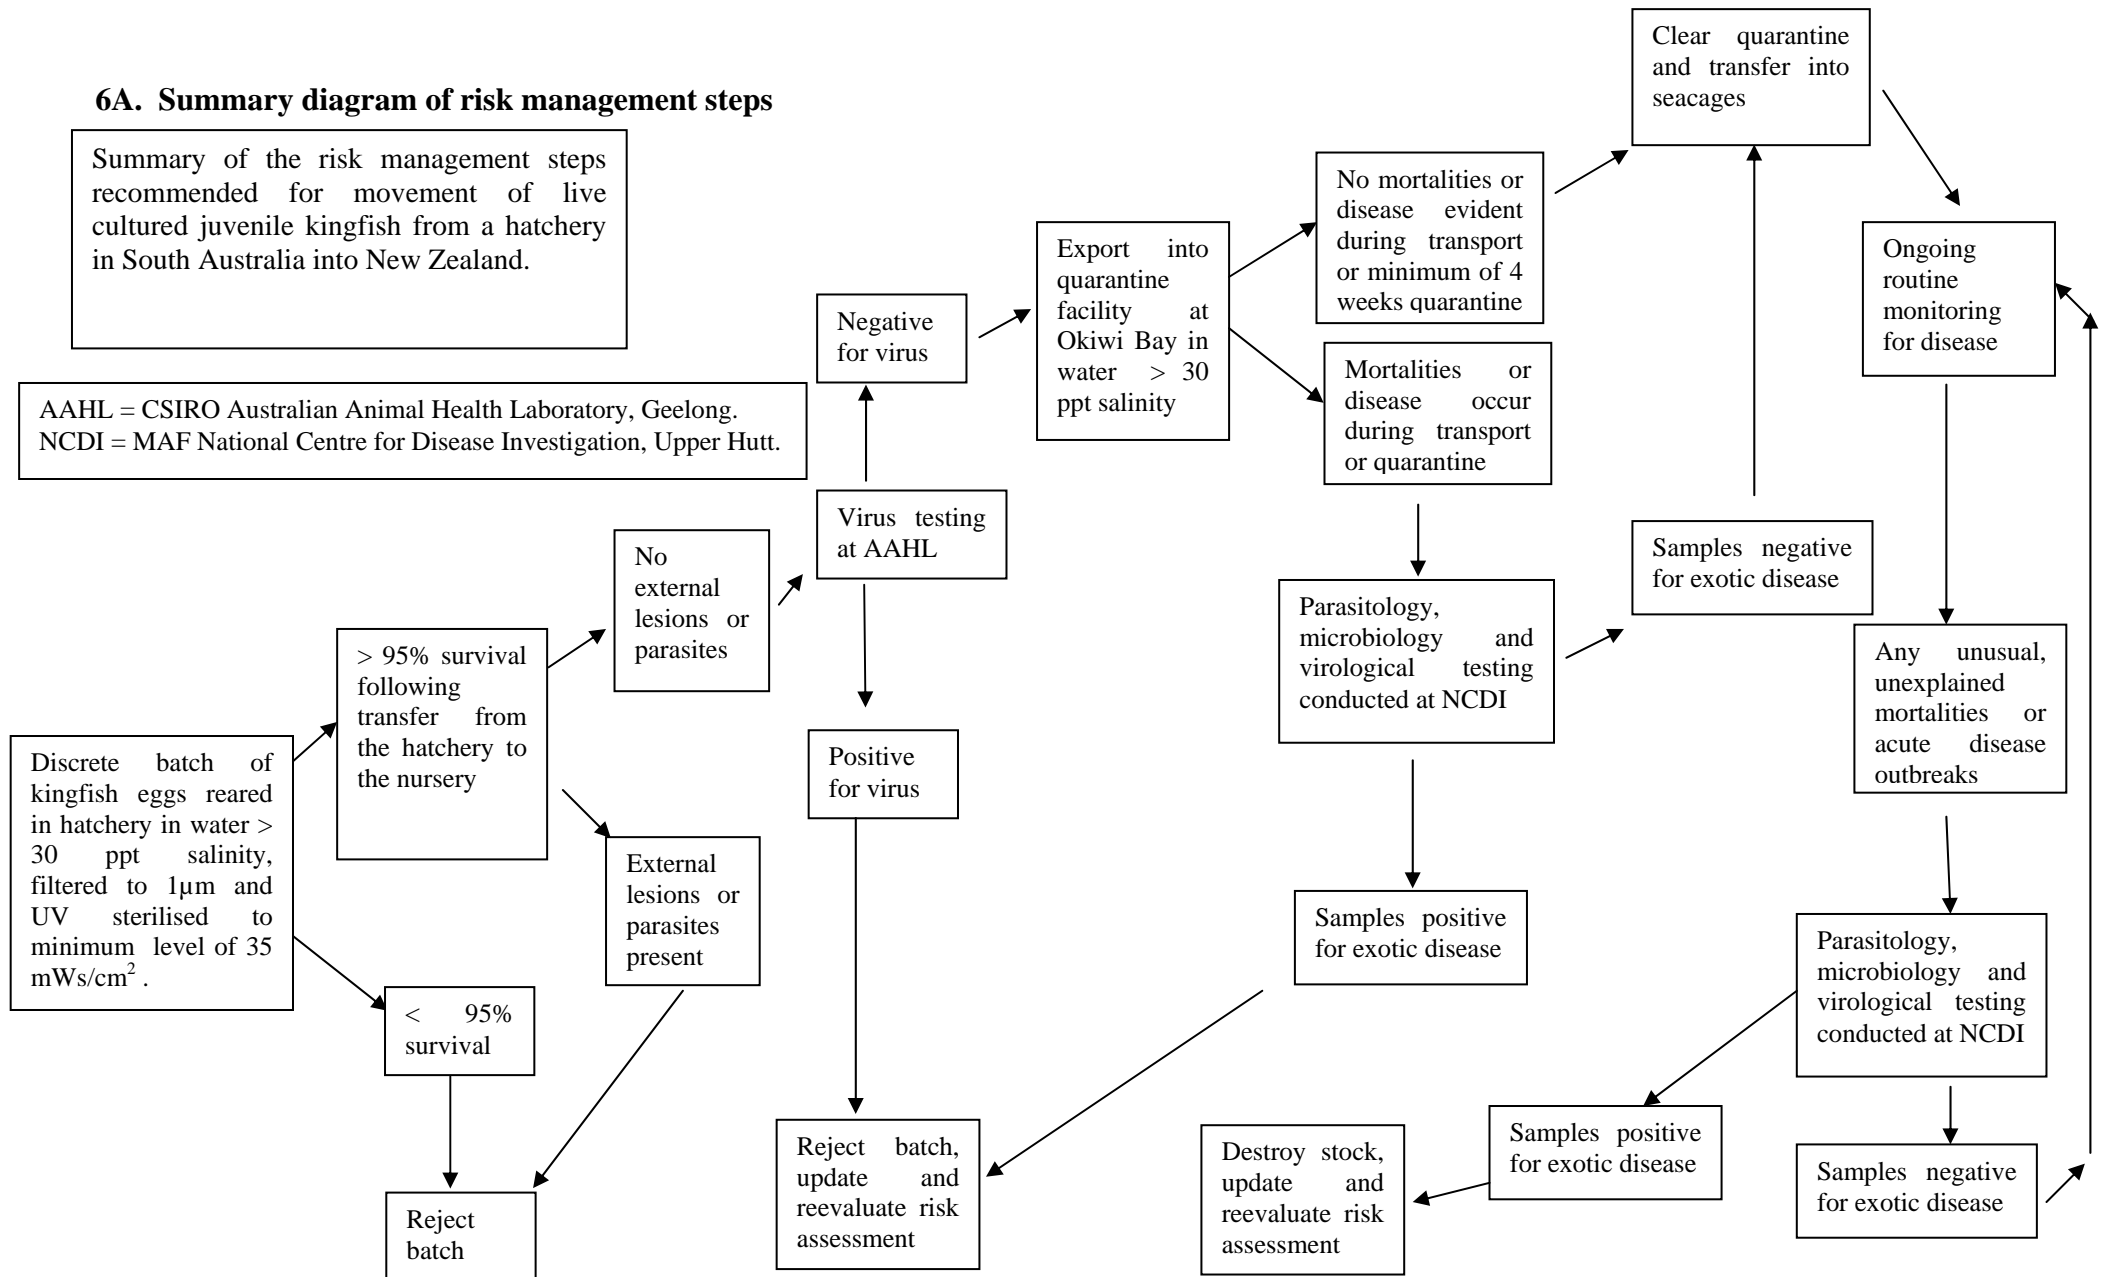 6A. Summary diagram of risk management steps
Summary of the risk management steps
recommended for movement of live
cultured juvenile kingfish from a hatchery
in South Australia into New Zealand.
AAHL = CSIRO Australian Animal Health Laboratory, Geelong.
NCDI = MAF National Centre for Disease Investigation, Upper Hutt.
Discrete batch of
kingfish eggs reared
in hatchery in water >
30 ppt salinity,
filtered to 1µm and
UV sterilised to
minimum level of 35
mWs/cm² .
> 95% survival
following
transfer from
the hatchery to
the nursery
< 95%
survival
No
external
lesions or
parasites
External
lesions or
parasites
present
Reject
batch
Virus testing
at AAHL
Negative
for virus
Positive
for virus
Reject batch,
update and
reevaluate risk
assessment
Export into
quarantine
facility at
Okiwi Bay in
water > 30
ppt salinity
No mortalities or
disease evident
during transport
or minimum of 4
weeks quarantine
Mortalities or
disease occur
during transport
or quarantine
Parasitology,
microbiology and
virological testing
conducted at NCDI
Samples negative
for exotic disease
Samples positive
for exotic disease
Clear quarantine
and transfer into
seacages
Ongoing
routine
monitoring
for disease
Any unusual,
unexplained
mortalities or
acute disease
outbreaks
Parasitology,
microbiology and
virological testing
conducted at NCDI
Samples positive
for exotic disease
Samples negative
for exotic disease
Destroy stock,
update and
reevaluate risk
assessment